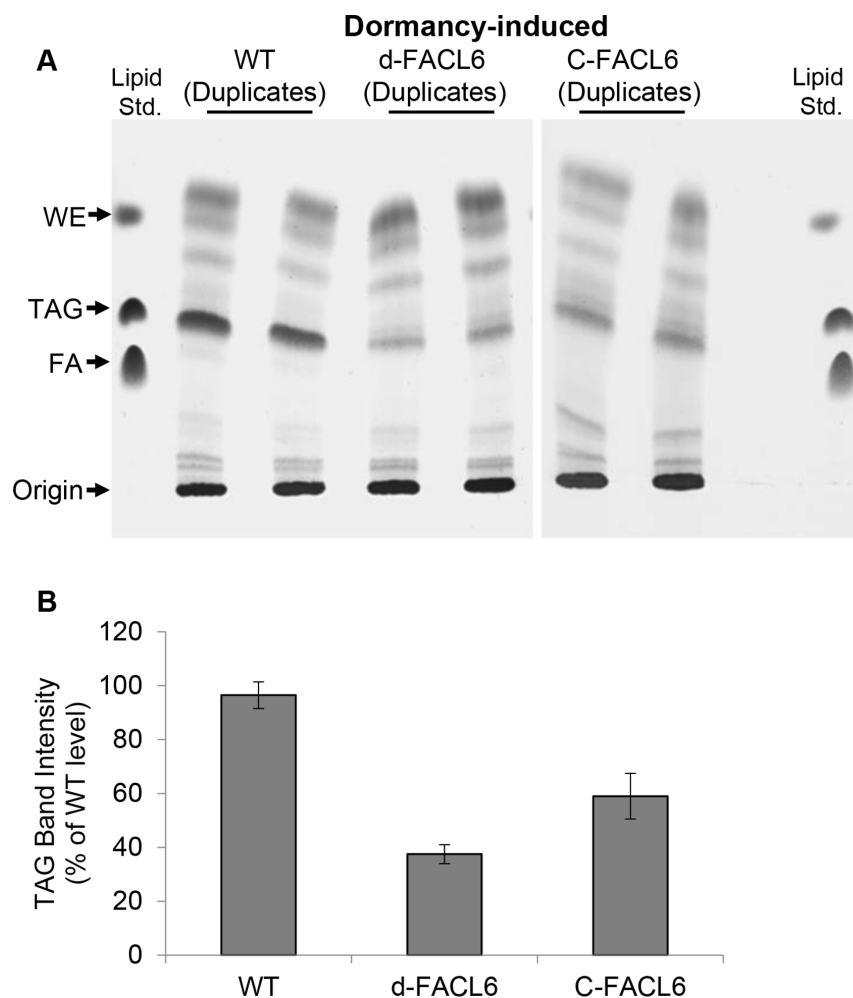 Dormancy-induced
A
Lipid
Std.
WT
(Duplicates)
d-FACL6
(Duplicates)
C-FACL6
(Duplicates)
Lipid
Std.
WE
TAG
FA
Origin
B
TAG Band Intensity
(% of WT level)
120
100
80
60
40
20
0
WT
d-FACL6
C-FACL6